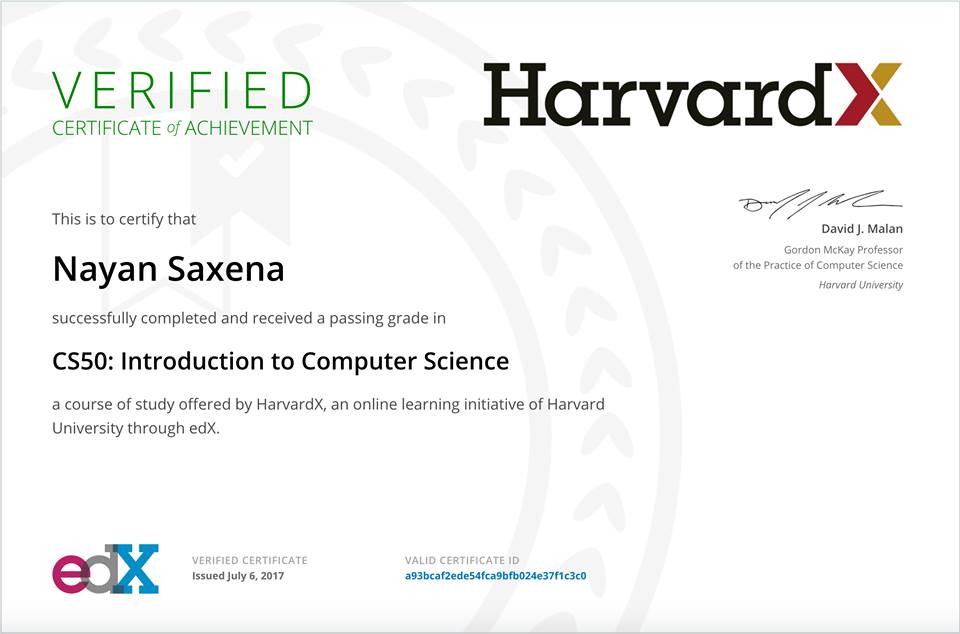 VERIFIED
CERTIFICATE of ACHIEVEMENT
HarvardX
This is to certify that
Nayan Saxena
successfully completed and received a passing grade in
CS50: Introduction to Computer Science
a course of study offered by HarvardX, an online learning initiative of Harvard
University through edX.
David J. Malan
Gordon McKay Professor
of the Practice of Computer Science
Harvard University
edX
VERIFIED CERTIFICATE
Issued July 6, 2017
VALID CERTIFICATE ID
a93bcaf2ede54fca9bfb024e37f1c3c0